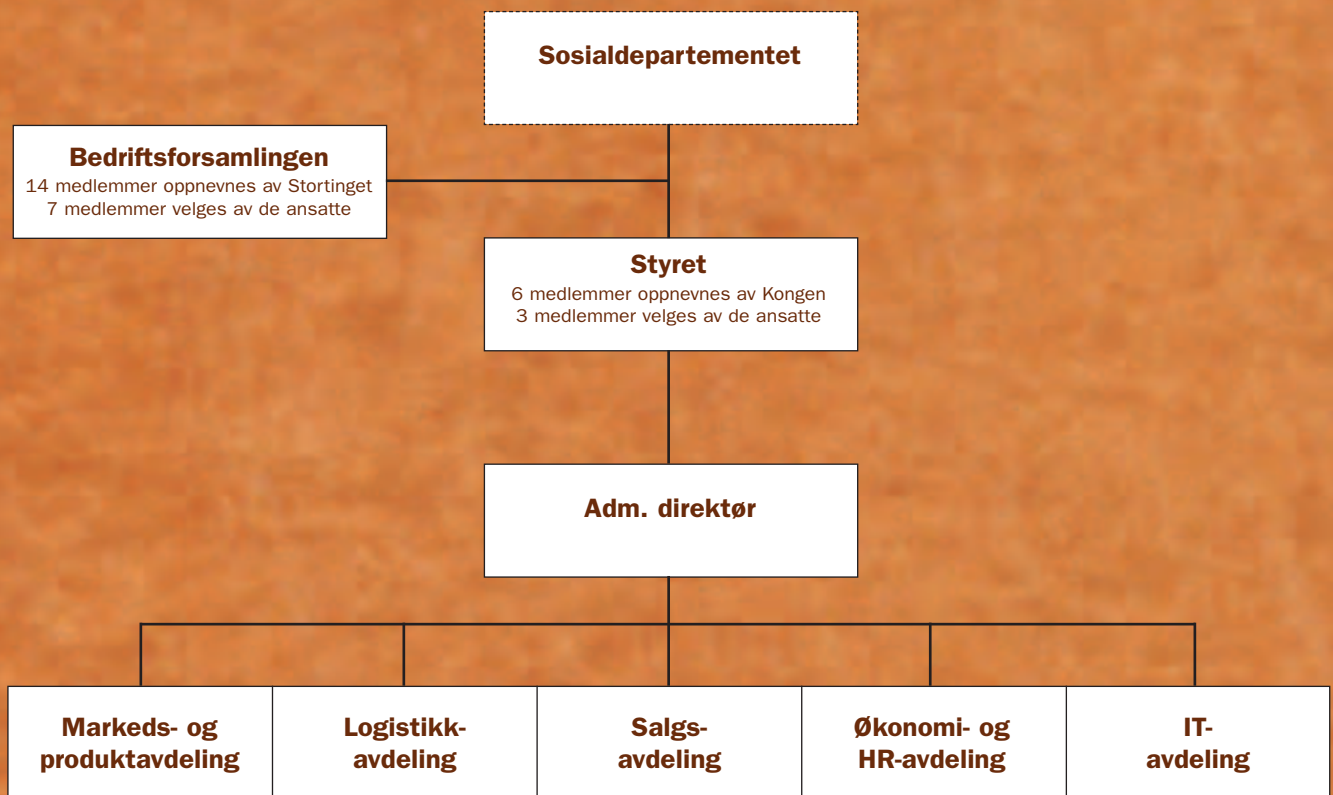 Sosialdepartementet
Bedriftsforsamlingen
14 medlemmer oppnevnes av Stortinget
7 medlemmer velges av de ansatte
Styret
6 medlemmer oppnevnes av Kongen
3 medlemmer velges av de ansatte
Adm. direktør
Markeds- og
produktavdeling
Logistikk-
avdeling
Salgs-
avdeling
Økonomi- og
HR-avdeling
IT-
avdeling